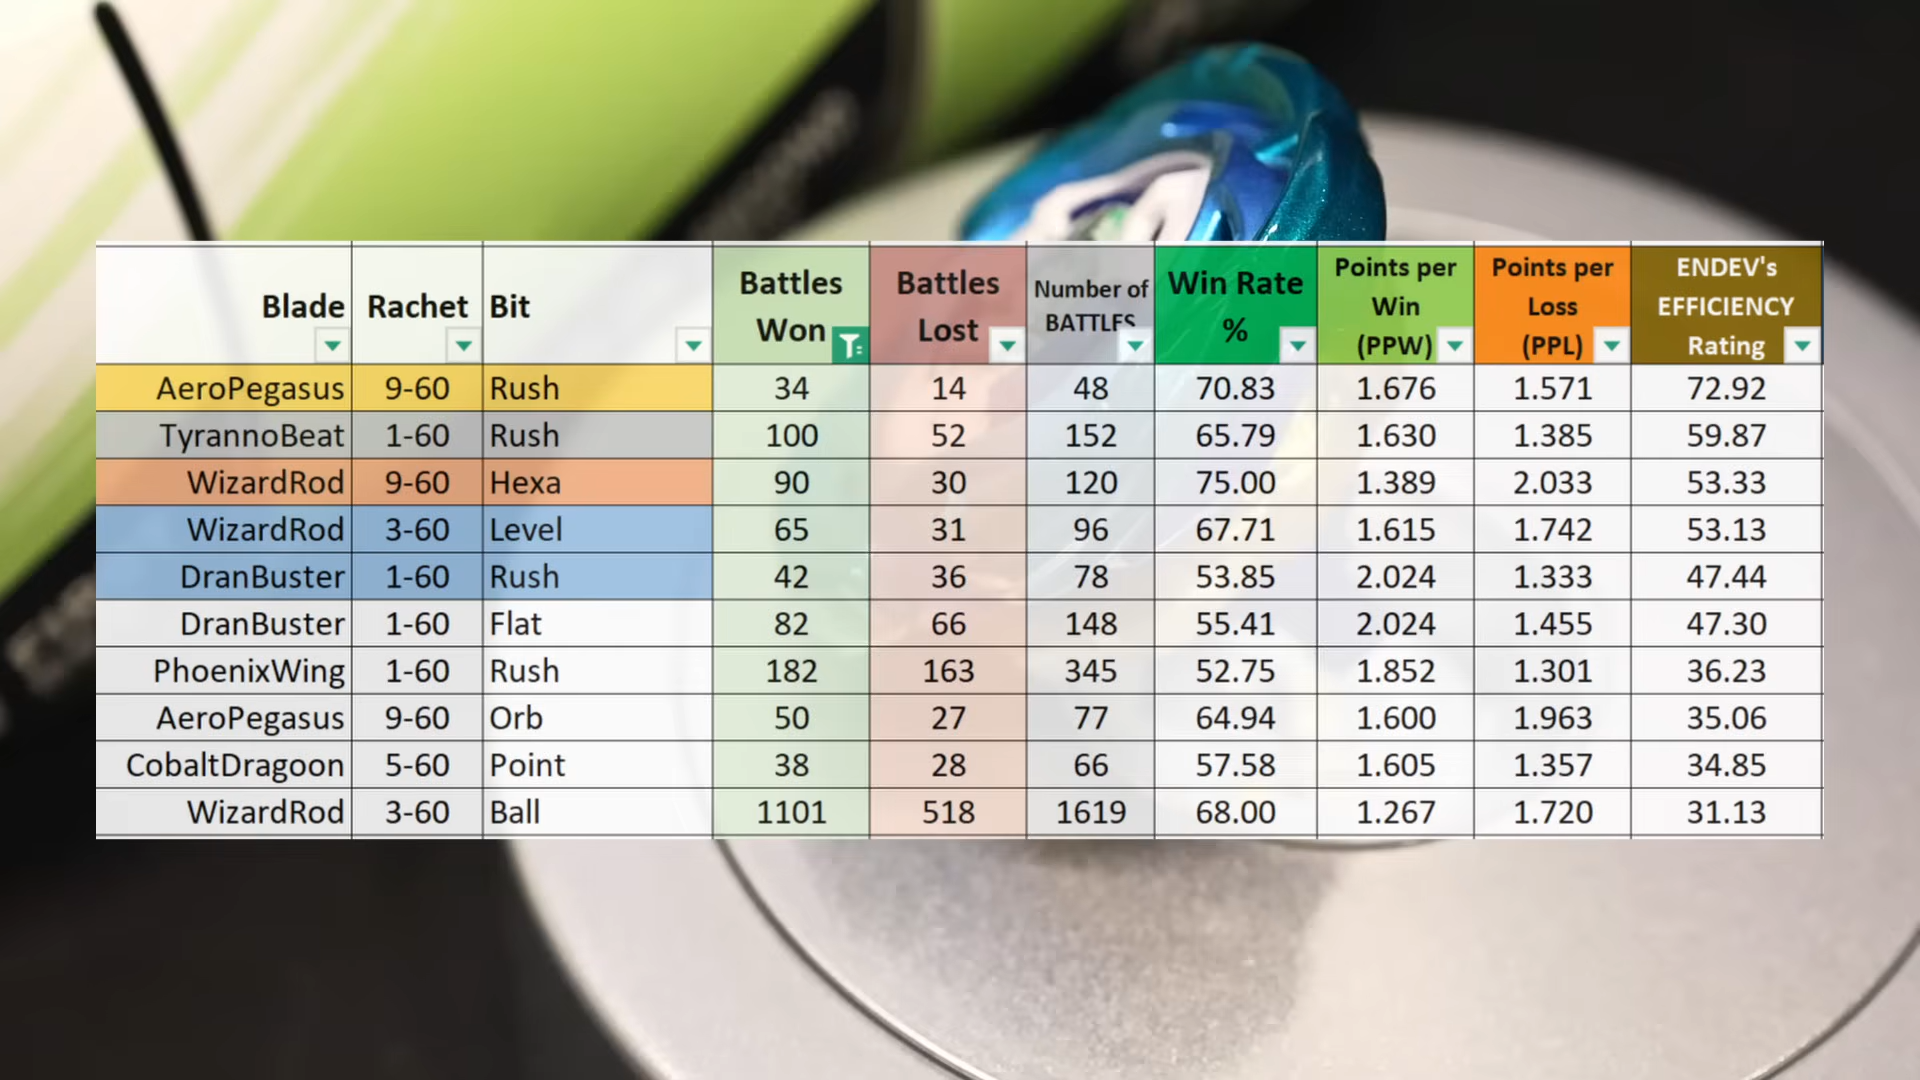 Blade Rachet Bit Battles Won Battles Lost Number of BATTLES Win Rate % Points per Win (PPW) Points per Loss (PPL) ENDEV's EFFICIENCY Rating
AeroPegasus 9-60 Rush 34 14 48 70.83 1.676 1.571 72.92
TyrannoBeat 1-60 Rush 100 52 152 65.79 1.630 1.385 59.87
WizardRod 9-60 Hexa 90 30 120 75.00 1.389 2.033 53.33
WizardRod 3-60 Level 65 31 96 67.71 1.615 1.742 53.13
DranBuster 1-60 Rush 42 36 78 53.85 2.024 1.333 47.44
DranBuster 1-60 Flat 82 66 148 55.41 2.024 1.455 47.30
PhoenixWing 1-60 Rush 182 163 345 52.75 1.852 1.301 36.23
AeroPegasus 9-60 Orb 50 27 77 64.94 1.600 1.963 35.06
CobaltDragoon 5-60 Point 38 28 66 57.58 1.605 1.357 34.85
WizardRod 3-60 Ball 1101 518 1619 68.00 1.267 1.720 31.13